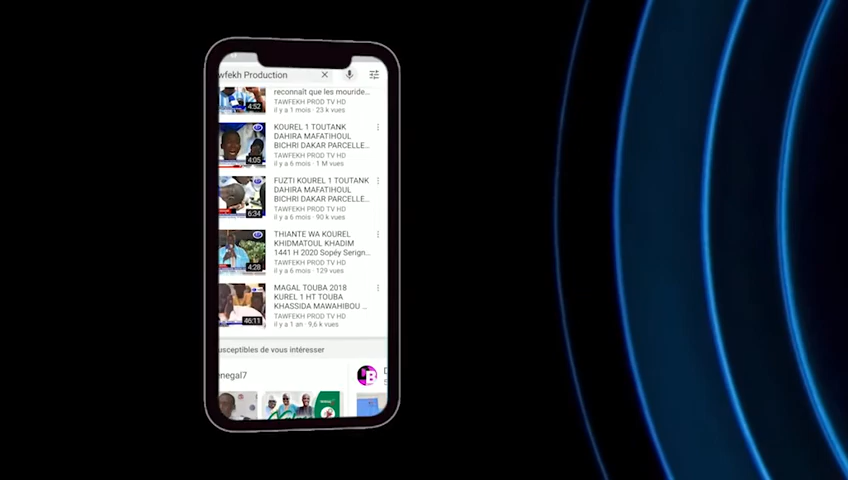 wfekh Production
reconnaît que les mouride...
TAWFEKH PROD TV HD
il y a 1 mois · 23 k vues
4:52
KOUREL 1 TOUTANK
DAHIRA MAFATIHOUL
BICHRI DAKAR PARCELLE...
TAWFEKH PROD TV HD
il y a 6 mois · 1 M vues
4:05
FUZTI KOUREL 1 TOUTANK
DAHIRA MAFATIHOUL
BICHRI DAKAR PARCELLE...
TAWFEKH PROD TV HD
il y a 6 mois · 90 k vues
6:34
THIANTE WA KOUREL
KHIDMATOUL KHADIM
1441 H 2020 Sopéy Serign...
TAWFEKH PROD TV HD
il y a 6 mois · 129 vues
4:28
MAGAL TOUBA 2018
KUREL 1 HT TOUBA
KHASSIDA MAWAHIBOU ...
TAWFEKH PROD TV HD
il y a 1 an · 9,6 k vues
46:11
usceptibles de vous intéresser
enegal7